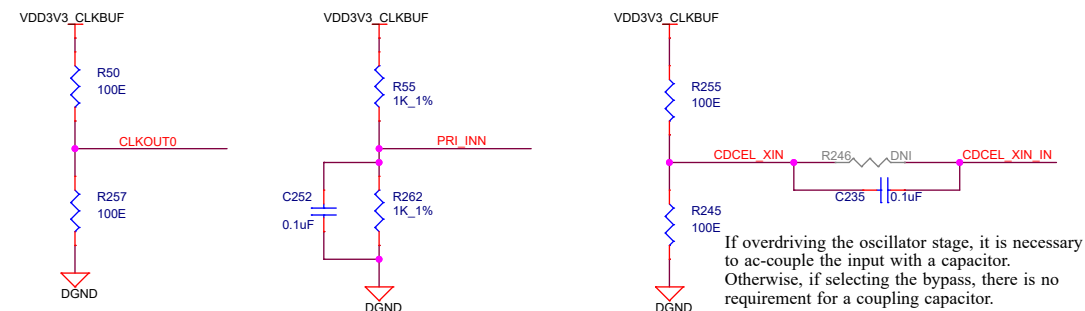 VDD3V3_CLKBUF
VDD3V3_CLKBUF
VDD3V3_CLKBUF
R50
100E
R55
1K_1%
R255
100E
CLKOUT0
PRI_INN
CDCEL_XIN
R246
DNI
CDCEL_XIN_IN
R257
100E
C252
0.1uF
R262
1K_1%
C235
0.1uF
R245
100E
If overdriving the oscillator stage, it is necessary
to ac-couple the input with a capacitor.
Otherwise, if selecting the bypass, there is no
requirement for a coupling capacitor.
DGND
DGND
DGND